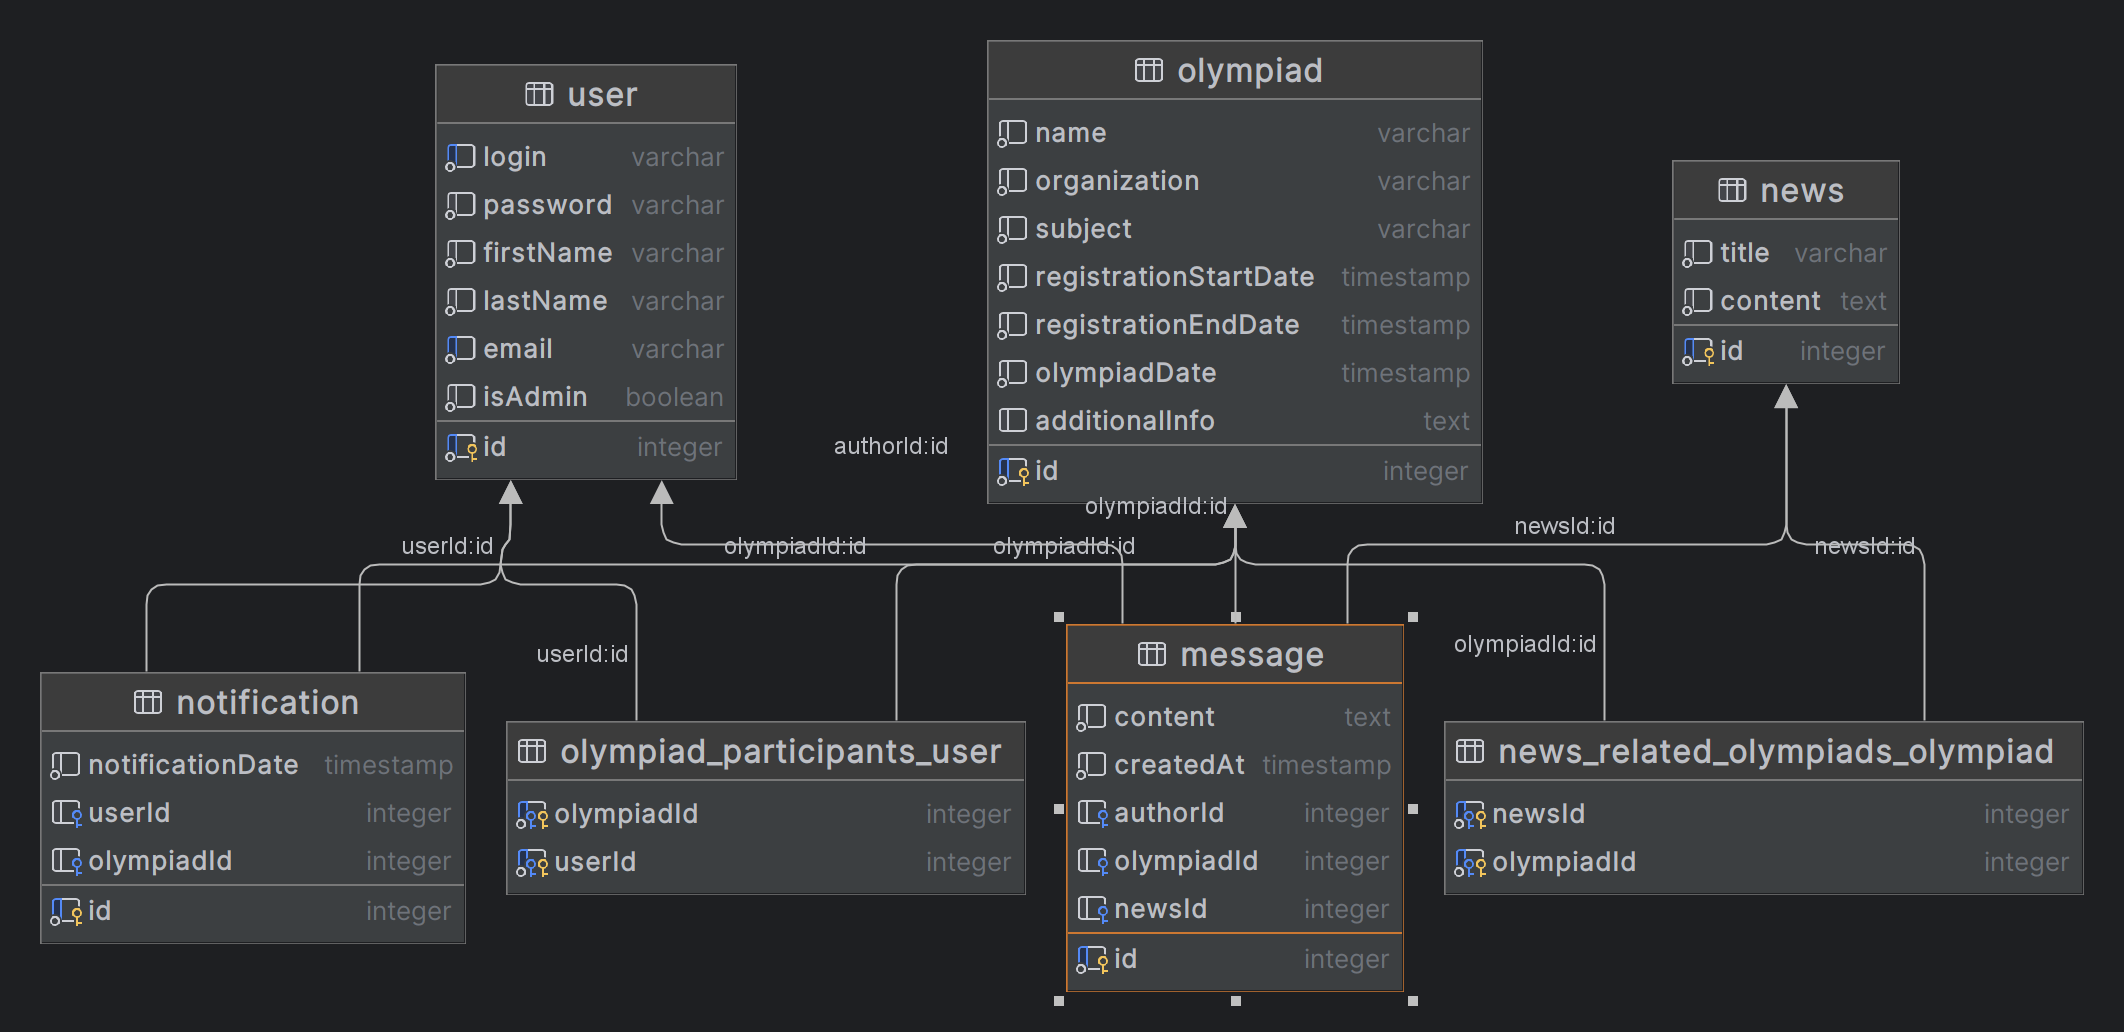 user
login varchar
password varchar
firstName varchar
lastName varchar
email varchar
isAdmin boolean
id integer
olympiad
name varchar
organization varchar
subject varchar
registrationStartDate timestamp
registrationEndDate timestamp
olympiadDate timestamp
additionalInfo text
id integer
news
title varchar
content text
id integer
authorId:id
olympiadId:id
newsId:id
userId:id
olympiadId:id
olympiadId:id
newsId:id
userId:id
olympiadId:id
notification
notificationDate timestamp
userId integer
olympiadId integer
id integer
olympiad_participants_user
olympiadId integer
userId integer
message
content text
createdAt timestamp
authorId integer
olympiadId integer
newsId integer
id integer
news_related_olympiads_olympiad
newsId integer
olympiadId integer